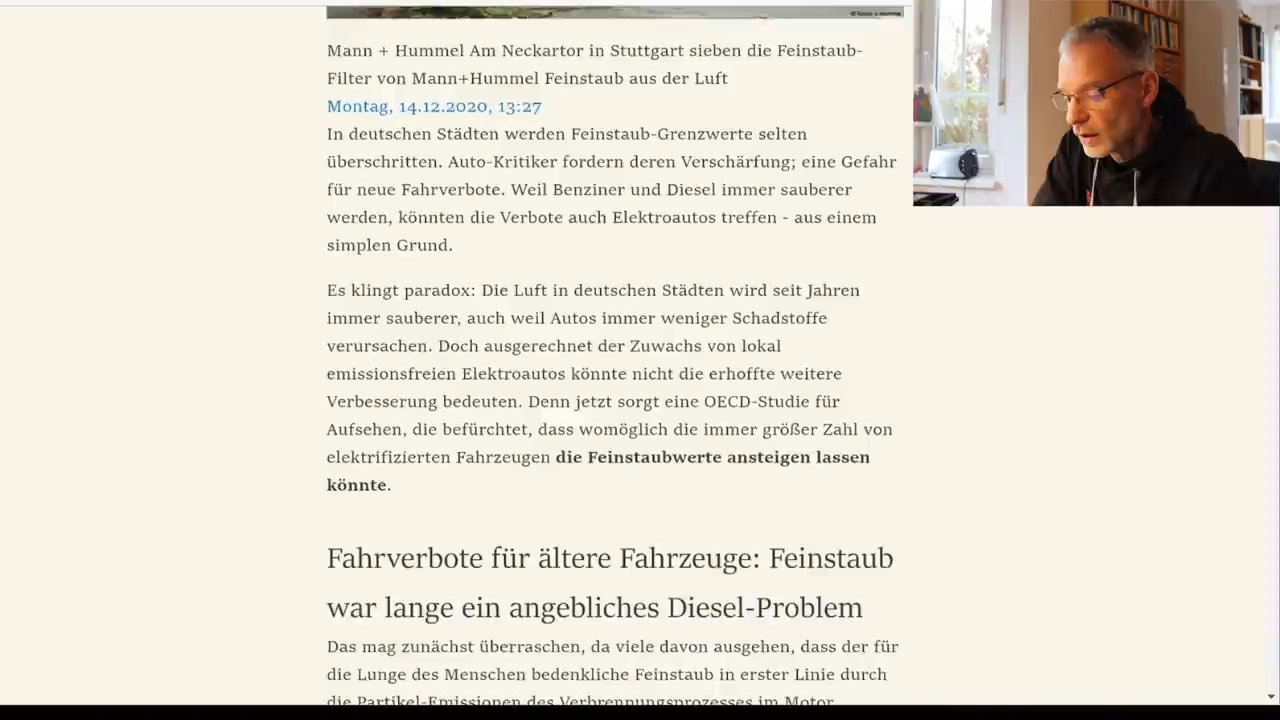 Mann + Hummel Am Neckartor in Stuttgart sieben die Feinstaub-
Filter von Mann+Hummel Feinstaub aus der Luft
Montag, 14.12.2020, 13:27
In deutschen Städten werden Feinstaub-Grenzwerte selten
überschritten. Auto-Kritiker fordern deren Verschärfung; eine Gefahr
für neue Fahrverbote. Weil Benziner und Diesel immer sauberer
werden, könnten die Verbote auch Elektroautos treffen - aus einem
simplen Grund.
Es klingt paradox: Die Luft in deutschen Städten wird seit Jahren
immer sauberer, auch weil Autos immer weniger Schadstoffe
verursachen. Doch ausgerechnet der Zuwachs von lokal
emissionsfreien Elektroautos könnte nicht die erhoffte weitere
Verbesserung bedeuten. Denn jetzt sorgt eine OECD-Studie für
Aufsehen, die befürchtet, dass womöglich die immer größer Zahl von
elektrifizierten Fahrzeugen die Feinstaubwerte ansteigen lassen
könnte.
Fahrverbote für ältere Fahrzeuge: Feinstaub
war lange ein angebliches Diesel-Problem
Das mag zunächst überraschen, da viele davon ausgehen, dass der für
die Lunge des Menschen bedenkliche Feinstaub in erster Linie durch
die Partikel-Emissionen des Verbrennungsprozesses im Motor